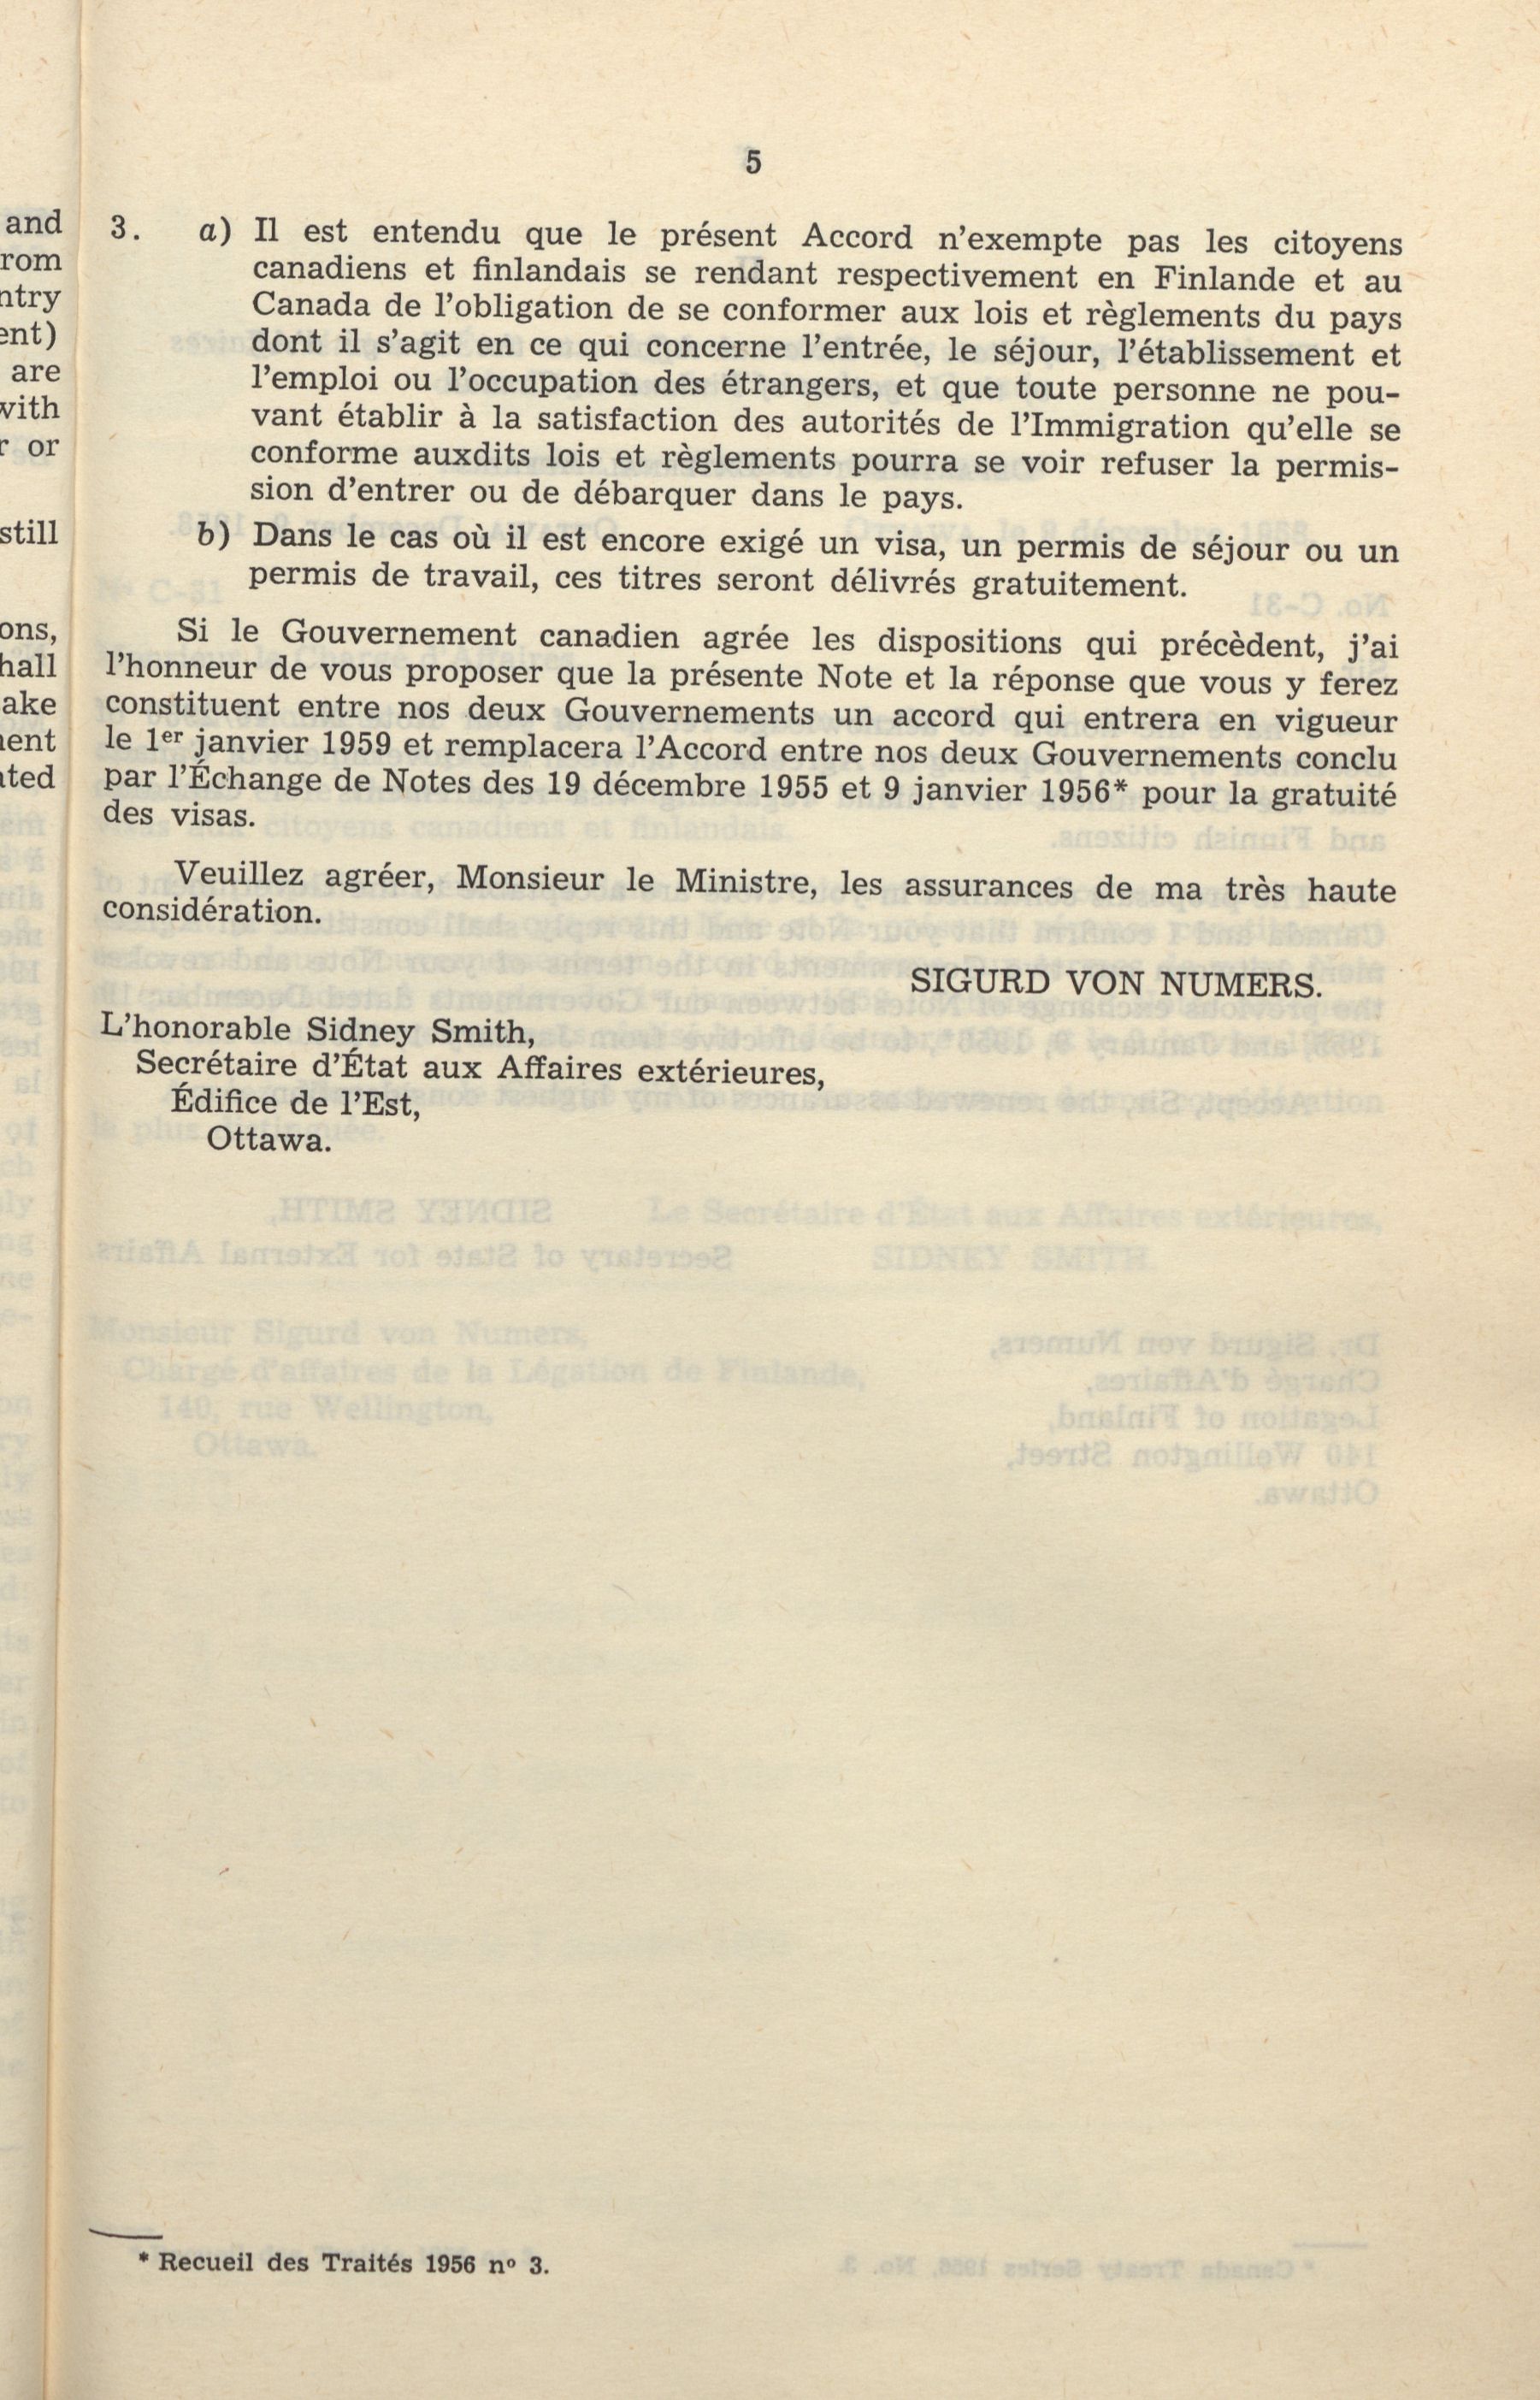 5
3. a) Il est entendu que le présent Accord n'exempte pas les citoyens
canadiens et finlandais se rendant respectivement en Finlande et au
Canada de l'obligation de se conformer aux lois et règlements du pays
dont il s'agit en ce qui concerne l'entrée, le séjour, l'établissement et
l'emploi ou l'occupation des étrangers, et que toute personne ne pou-
vant établir à la satisfaction des autorités de l'Immigration qu'elle se
conforme auxdits lois et règlements pourra se voir refuser la permis-
sion d'entrer ou de débarquer dans le pays.
b) Dans le cas où il est encore exigé un visa, un permis de séjour ou un
permis de travail, ces titres seront délivrés gratuitement.
Si le Gouvernement canadien agrée les dispositions qui précèdent, j'ai
l'honneur de vous proposer que la présente Note et la réponse que vous y ferez
constituent entre nos deux Gouvernements un accord qui entrera en vigueur
le 1er janvier 1959 et remplacera l'Accord entre nos deux Gouvernements conclu
par l'Échange de Notes des 19 décembre 1955 et 9 janvier 1956* pour la gratuité
des visas.
Veuillez agréer, Monsieur le Ministre, les assurances de ma très haute
considération.
SIGURD VON NUMERS.
L'honorable Sidney Smith,
Secrétaire d'État aux Affaires extérieures,
Édifice de l'Est,
Ottawa.
* Recueil des Traités 1956 nº 3.